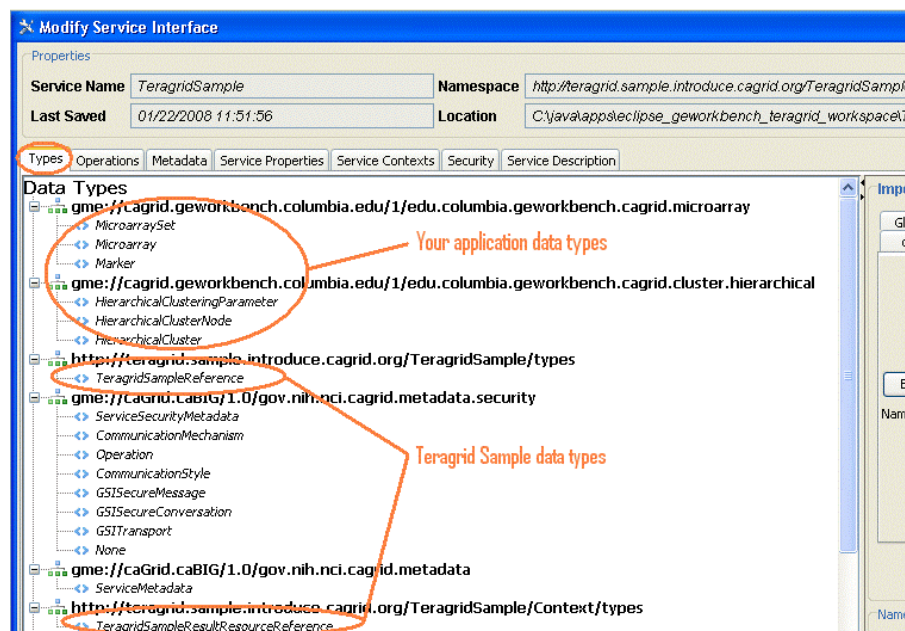 Modify Service Interface
Properties
Service Name TeragridSample Namespace http://teragrid.sample.introduce.cagrid.org/TeragridSample
Last Saved 01/22/2008 11:51:56 Location C:\java\apps\eclipse_geworkbench_teragrid_workspace\
Types Operations Metadata Service Properties Service Contexts Security Service Description
Data Types
gme://cagrid.geworkbench.columbia.edu/1/edu.columbia.geworkbench.cagrid.microarray
MicroarraySet
Microarray
Your application data types
Marker
gme://cagrid.geworkbench.columbia.edu/1/edu.columbia.geworkbench.cagrid.cluster.hierarchical
HierarchicalClusteringParameter
HierarchicalClusterNode
HierarchicalCluster
http://teragrid.sample.introduce.cagrid.org/TeragridSample/types
TeragridSampleReference
gme://caGrid.caBIG/1.0/gov.nih.nci.cagrid.metadata.security
ServiceSecurityMetadata
CommunicationMechanism
Operation
Teragrid Sample data types
CommunicationStyle
GSISecureMessage
GSISecureConversation
GSITransport
None
gme://caGrid.caBIG/1.0/gov.nih.nci.cagrid.metadata
ServiceMetadata
http://teragrid.sample.introduce.cagrid.org/TeragridSample/Context/types
TeragridSampleResultResourceReference
Impo
Nam
Name